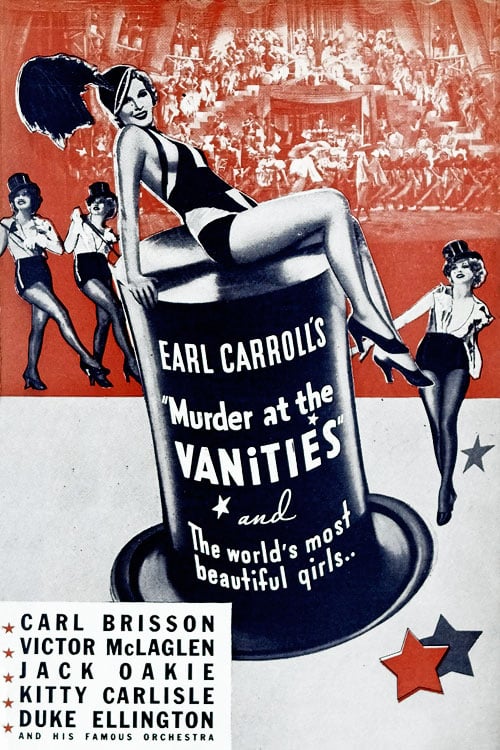 EARL CARROLL'S
"Murder at the
VANiTiES"
and
The world's most
beautiful girls..
CARL BRISSON
VICTOR McLAGLEN
JACK OAKIE
KITTY CARLISLE
DUKE ELLINGTON
AND HIS FAMOUS ORCHESTRA